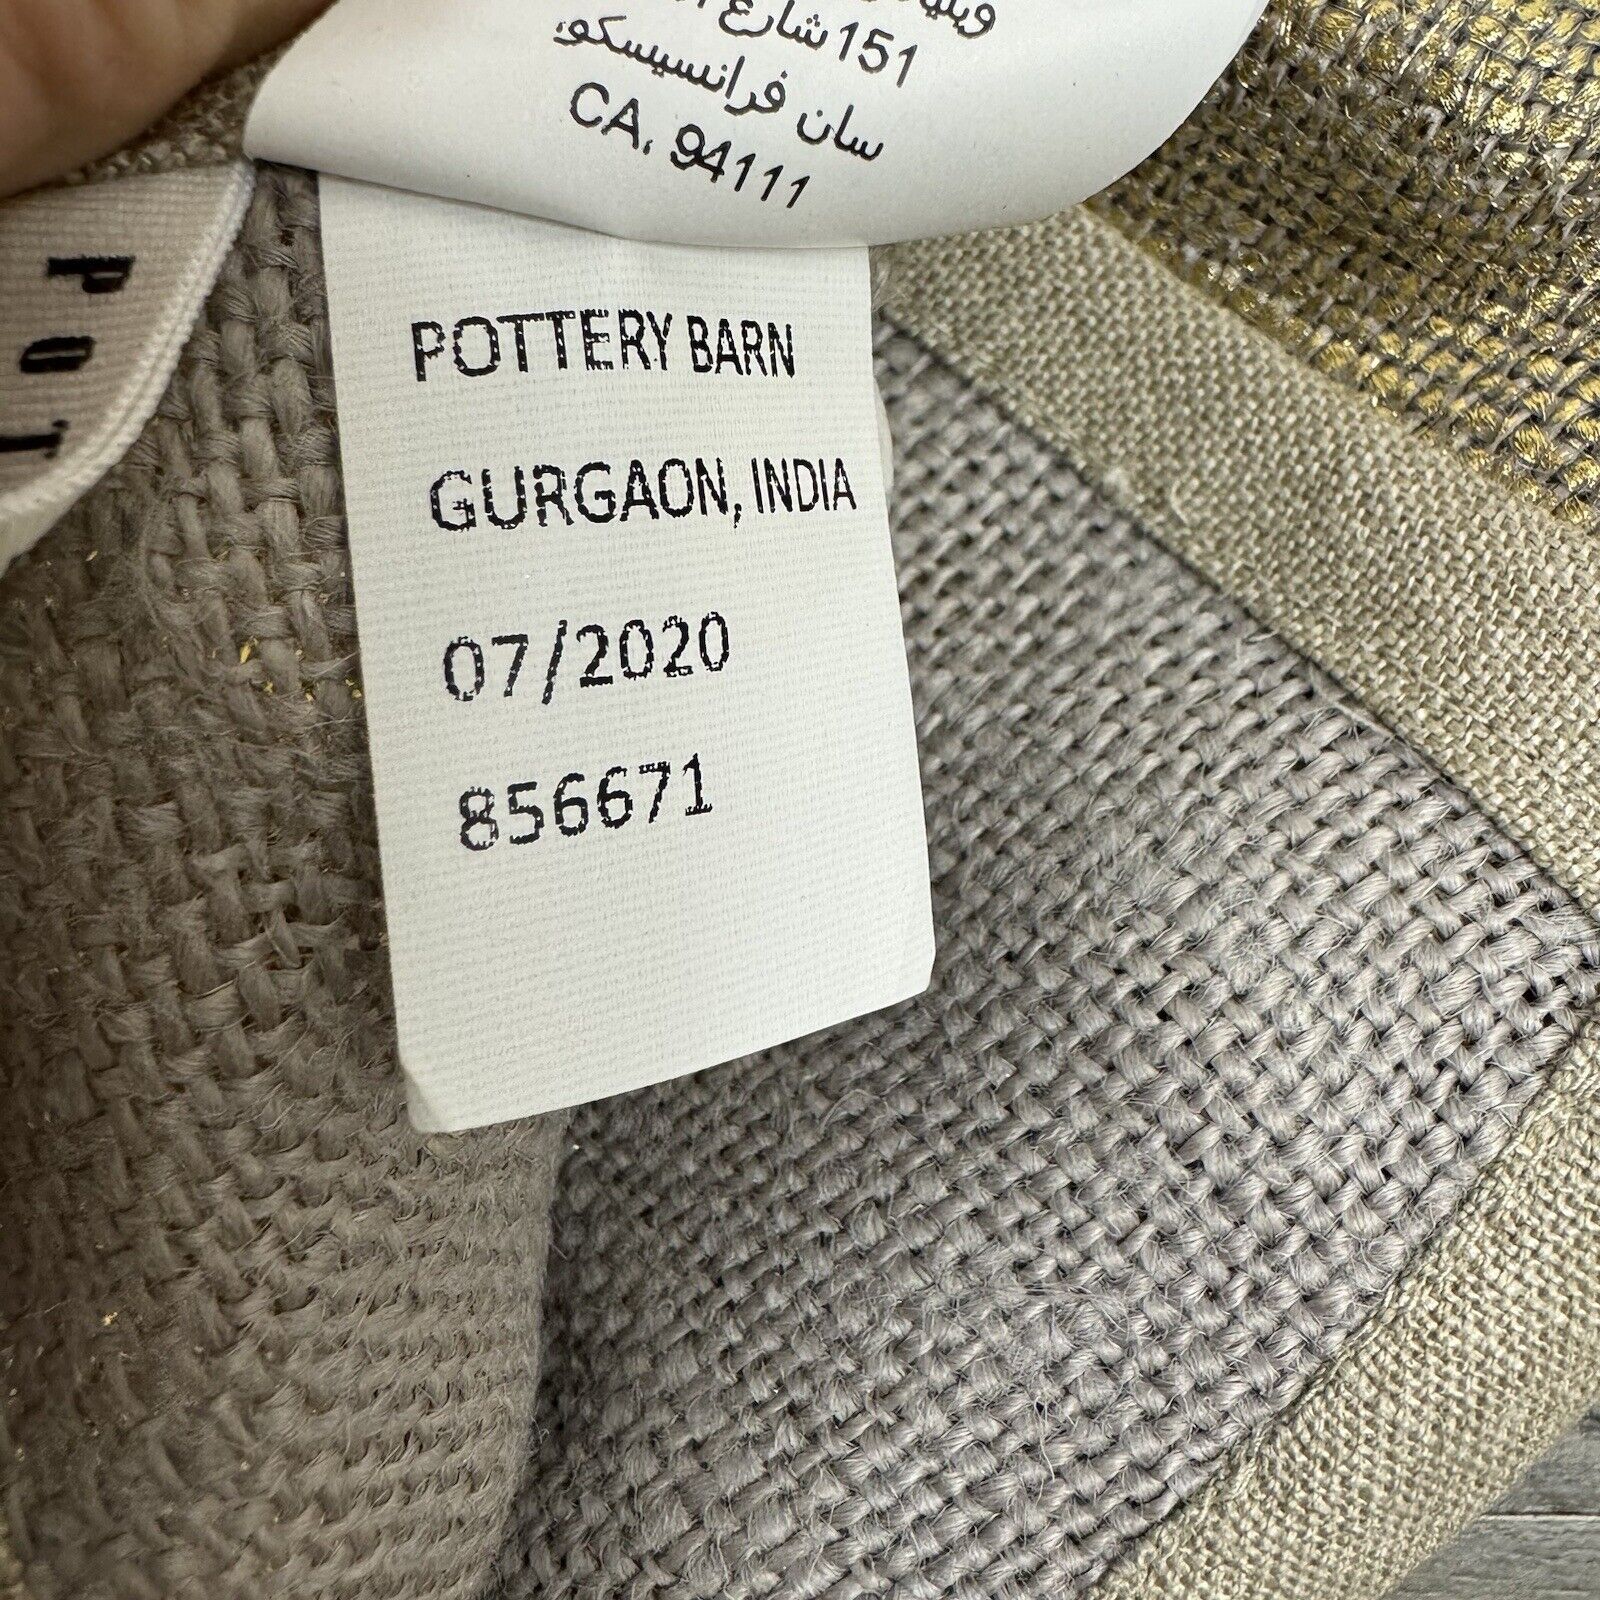 151 شارع
سان فرانسيسكو،
CA. 94111
POT
POTTERY BARN
GURGAON, INDIA
07/2020
856671